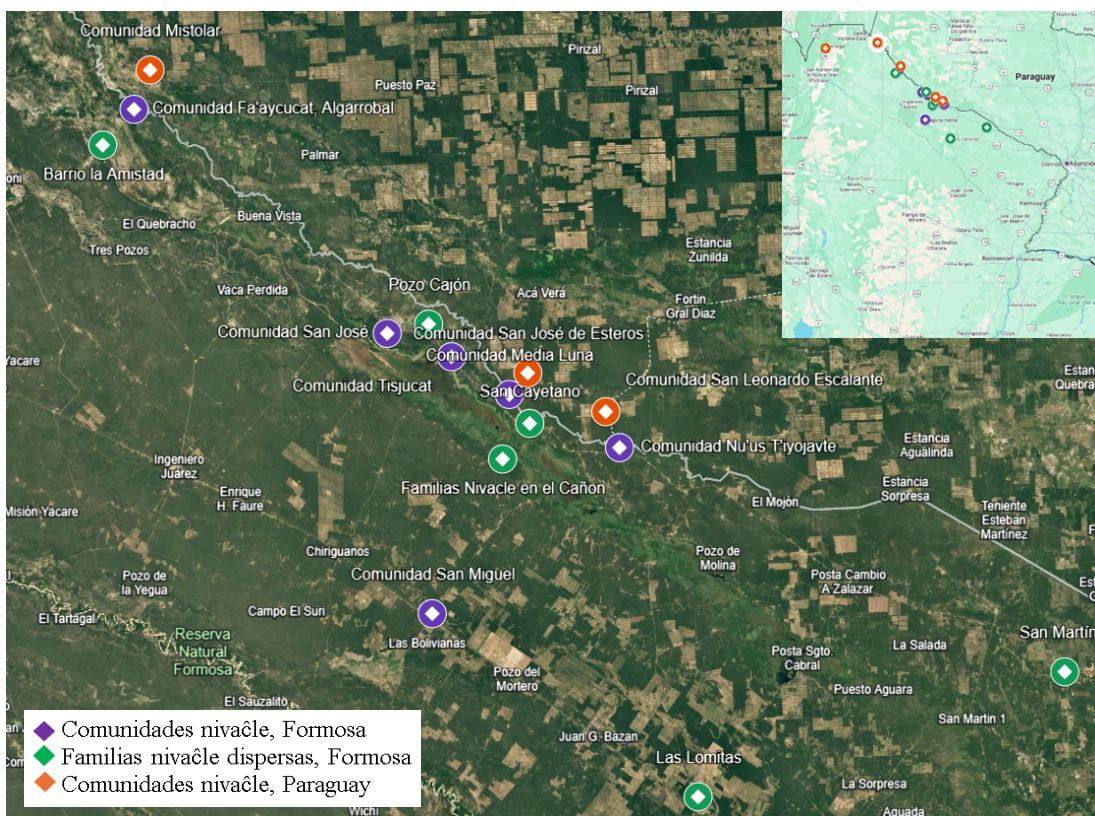 Comunidad Mistolar
Pirizal
Puesto Paz
Pirizal
Comunidad Fa'aycucat, Algarrobal
Palmar
Barrio la Amistad
Buena Vista
El Quebracho
Tres Pozos
Estancia
Zunilda
Vaca Perdida
Pozo Cajón
Acá Verá
Fortin
Gral Diaz
Comunidad San José
Comunidad San José de Esteros
Comunidad Media Luna
Yacare
Comunidad Tisjucat
San Cayetano
Comunidad San Leonardo Escalante
Comunidad Nu'us T'iyojavte
Estancia
Agualinda
Ingeniero
Juárez
Familias Nivacle en el Cañon
Estancia
Sorpresa
Enrique
H. Faure
El Mojón
Misión Yacare
Teniente
Esteban
Martínez
Chiriguanos
Pozo de
Molina
Comunidad San Miguel
Pozo de
la Yegua
Posta Cambio
A Zalazar
Campo El Suri
El Tartagal
Reserva
Natural
Formosa
Las Bolivianas
La Salada
San Martín
Posta Sgto.
Cabral
Pozo del
Mortero
Puesto Aguara
El Sauzalito
San Martin 1
Juan G. Bazan
Las Lomitas
La Sorpresa
Aguada
Wichi
Paraguay
Asunción
Formosa
Resistencia
Comunidades nivaĉle, Formosa
Familias nivaĉle dispersas, Formosa
Comunidades nivaĉle, Paraguay